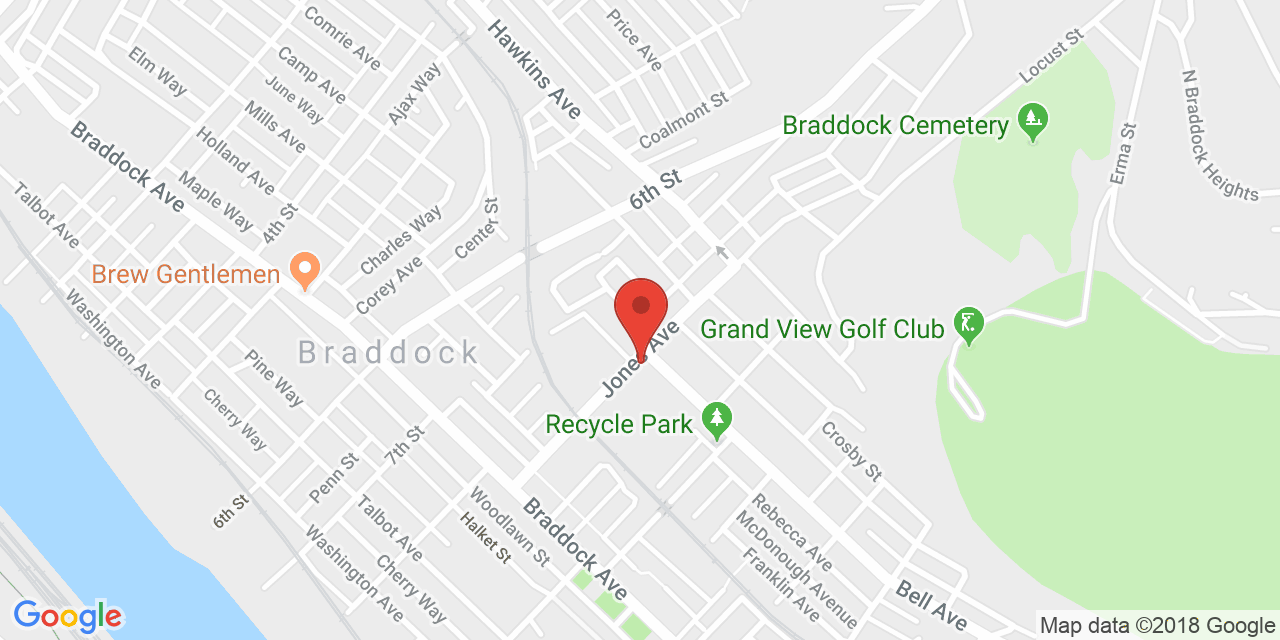 Comrie Ave
Price Ave
Hawkins Ave
Elm Way
Camp Ave
Ajax Way
Locust St
June Way
Mills Ave
Coalmont St
Braddock Cemetery
N Braddock Heights
Erma St
Braddock Ave
Holland Ave
Maple Way
6th St
Talbot Ave
4th St
Charles Way
Center St
Brew Gentlemen
Corey Ave
Grand View Golf Club
Washington Ave
Braddock
Jones Ave
Pine Way
Cherry Way
Recycle Park
Crosby St
7th St
Penn St
6th St
Talbot Ave
Woodlawn St
Halket St
Braddock Ave
Rebecca Ave
McDonough Avenue
Franklin Ave
Washington Ave
Cherry Way
Bell Ave
Google
Map data ©2018 Google